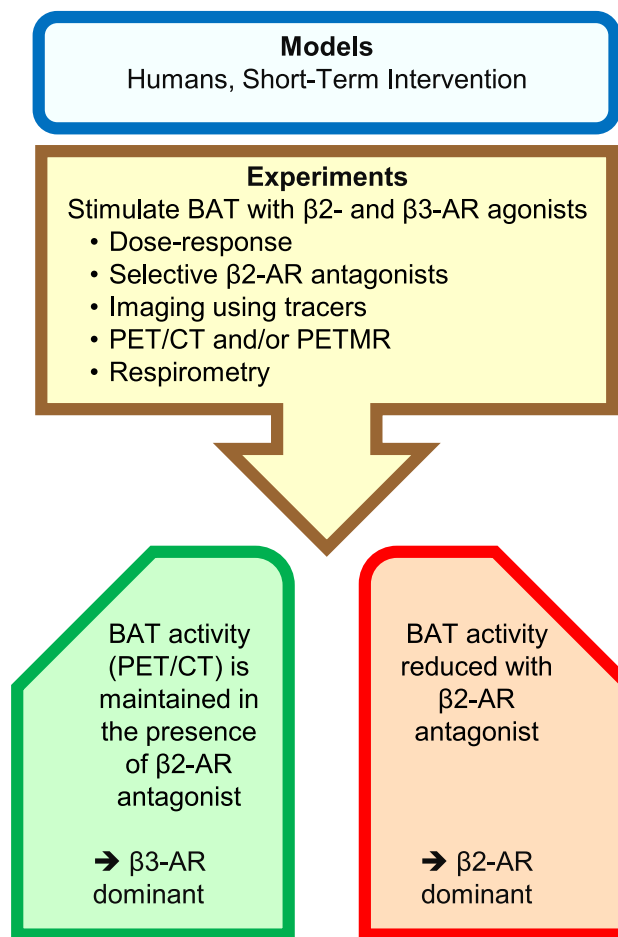 Models
Humans, Short-Term Intervention
Experiments
Stimulate BAT with β2- and β3-AR agonists
• Dose-response
• Selective β2-AR antagonists
• Imaging using tracers
• PET/CT and/or PETMR
• Respirometry
BAT activity
(PET/CT) is
maintained in
the presence
of β2-AR
antagonist
➔ β3-AR
dominant
BAT activity
reduced with
β2-AR
antagonist
➔ β2-AR
dominant